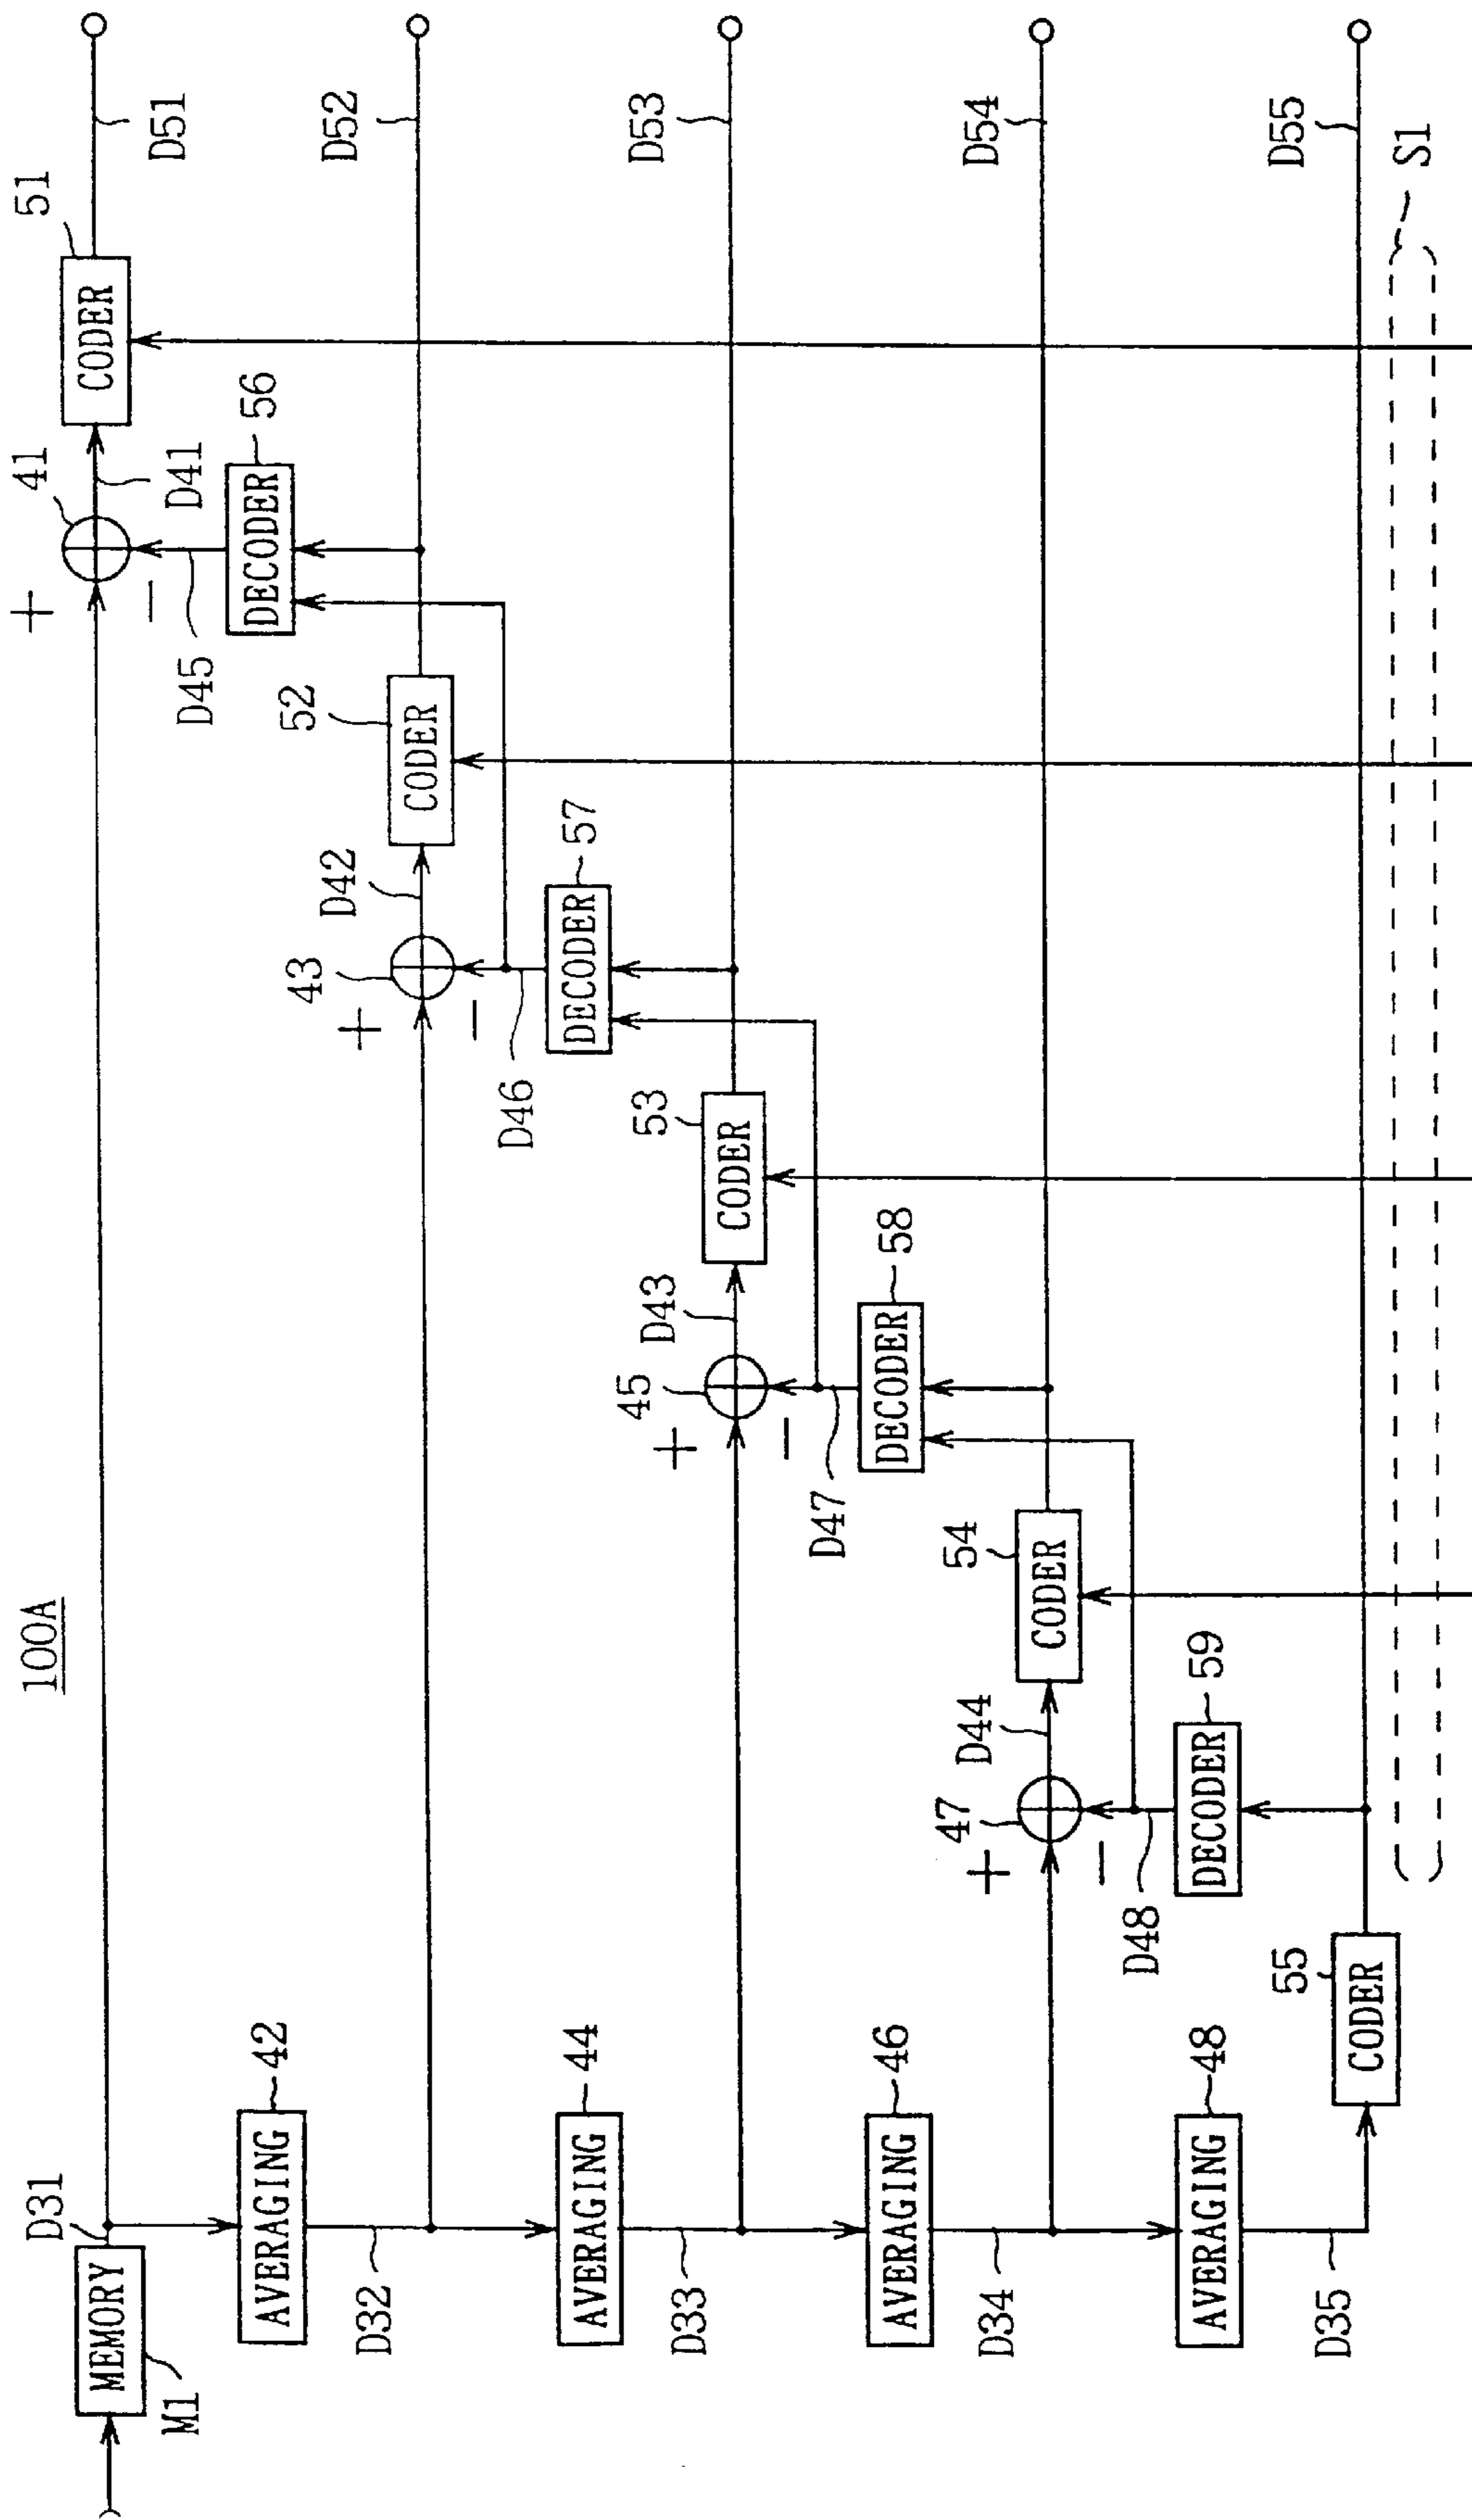 100A
MEMORY
M1
D31
+
−
41
D41
CODER
51
D51
D45
DECODER
56
AVERAGING
42
D32
+
−
43
D42
CODER
52
D52
D46
DECODER
57
AVERAGING
44
D33
+
−
45
D43
CODER
53
D53
D47
DECODER
58
AVERAGING
46
D34
+
−
47
D44
CODER
54
D54
D48
DECODER
59
AVERAGING
48
D35
CODER
55
D55
S1